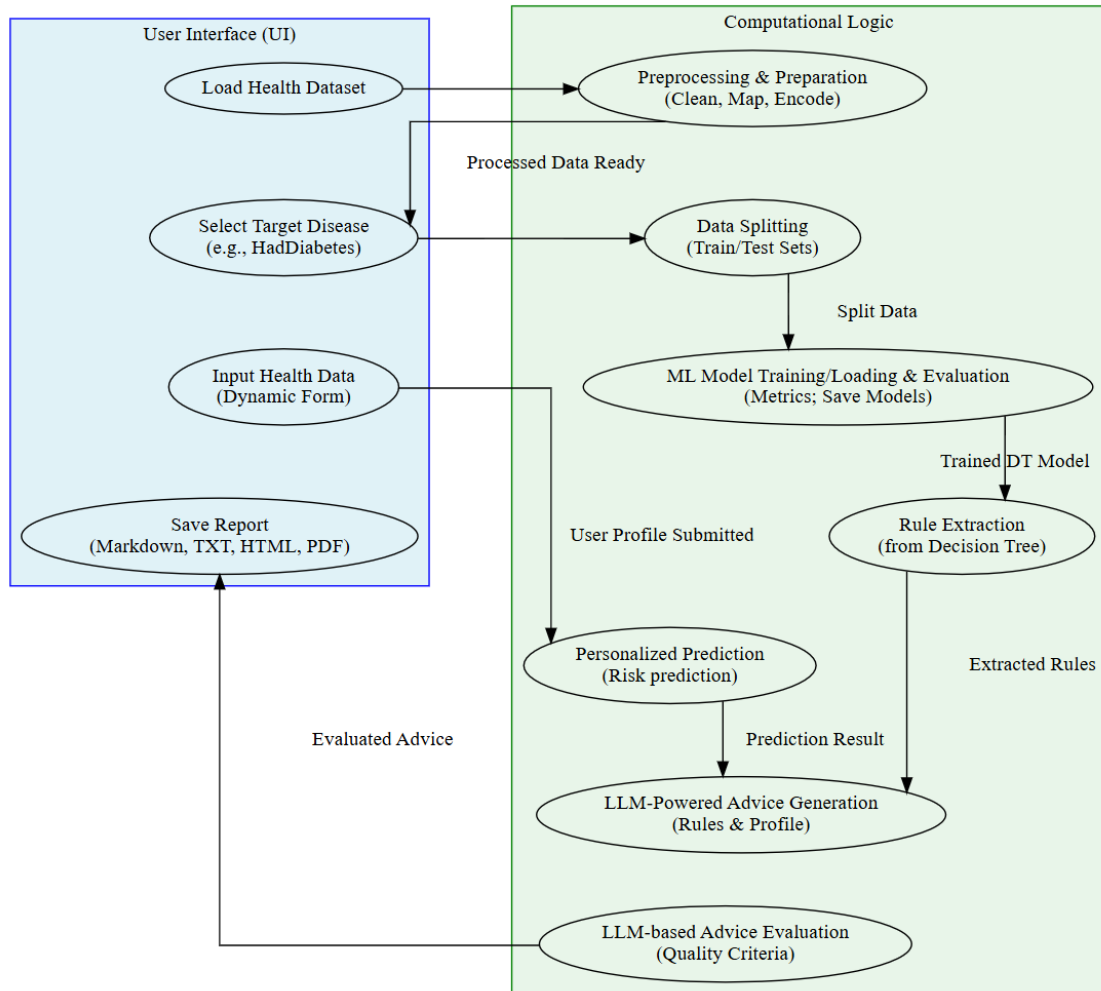 User Interface (UI)
Computational Logic
Load Health Dataset
Preprocessing & Preparation
(Clean, Map, Encode)
Processed Data Ready
Select Target Disease
(e.g., HadDiabetes)
Data Splitting
(Train/Test Sets)
Split Data
Input Health Data
(Dynamic Form)
ML Model Training/Loading & Evaluation
(Metrics; Save Models)
Trained DT Model
Save Report
(Markdown, TXT, HTML, PDF)
User Profile Submitted
Rule Extraction
(from Decision Tree)
Personalized Prediction
(Risk prediction)
Extracted Rules
Evaluated Advice
Prediction Result
LLM-Powered Advice Generation
(Rules & Profile)
LLM-based Advice Evaluation
(Quality Criteria)